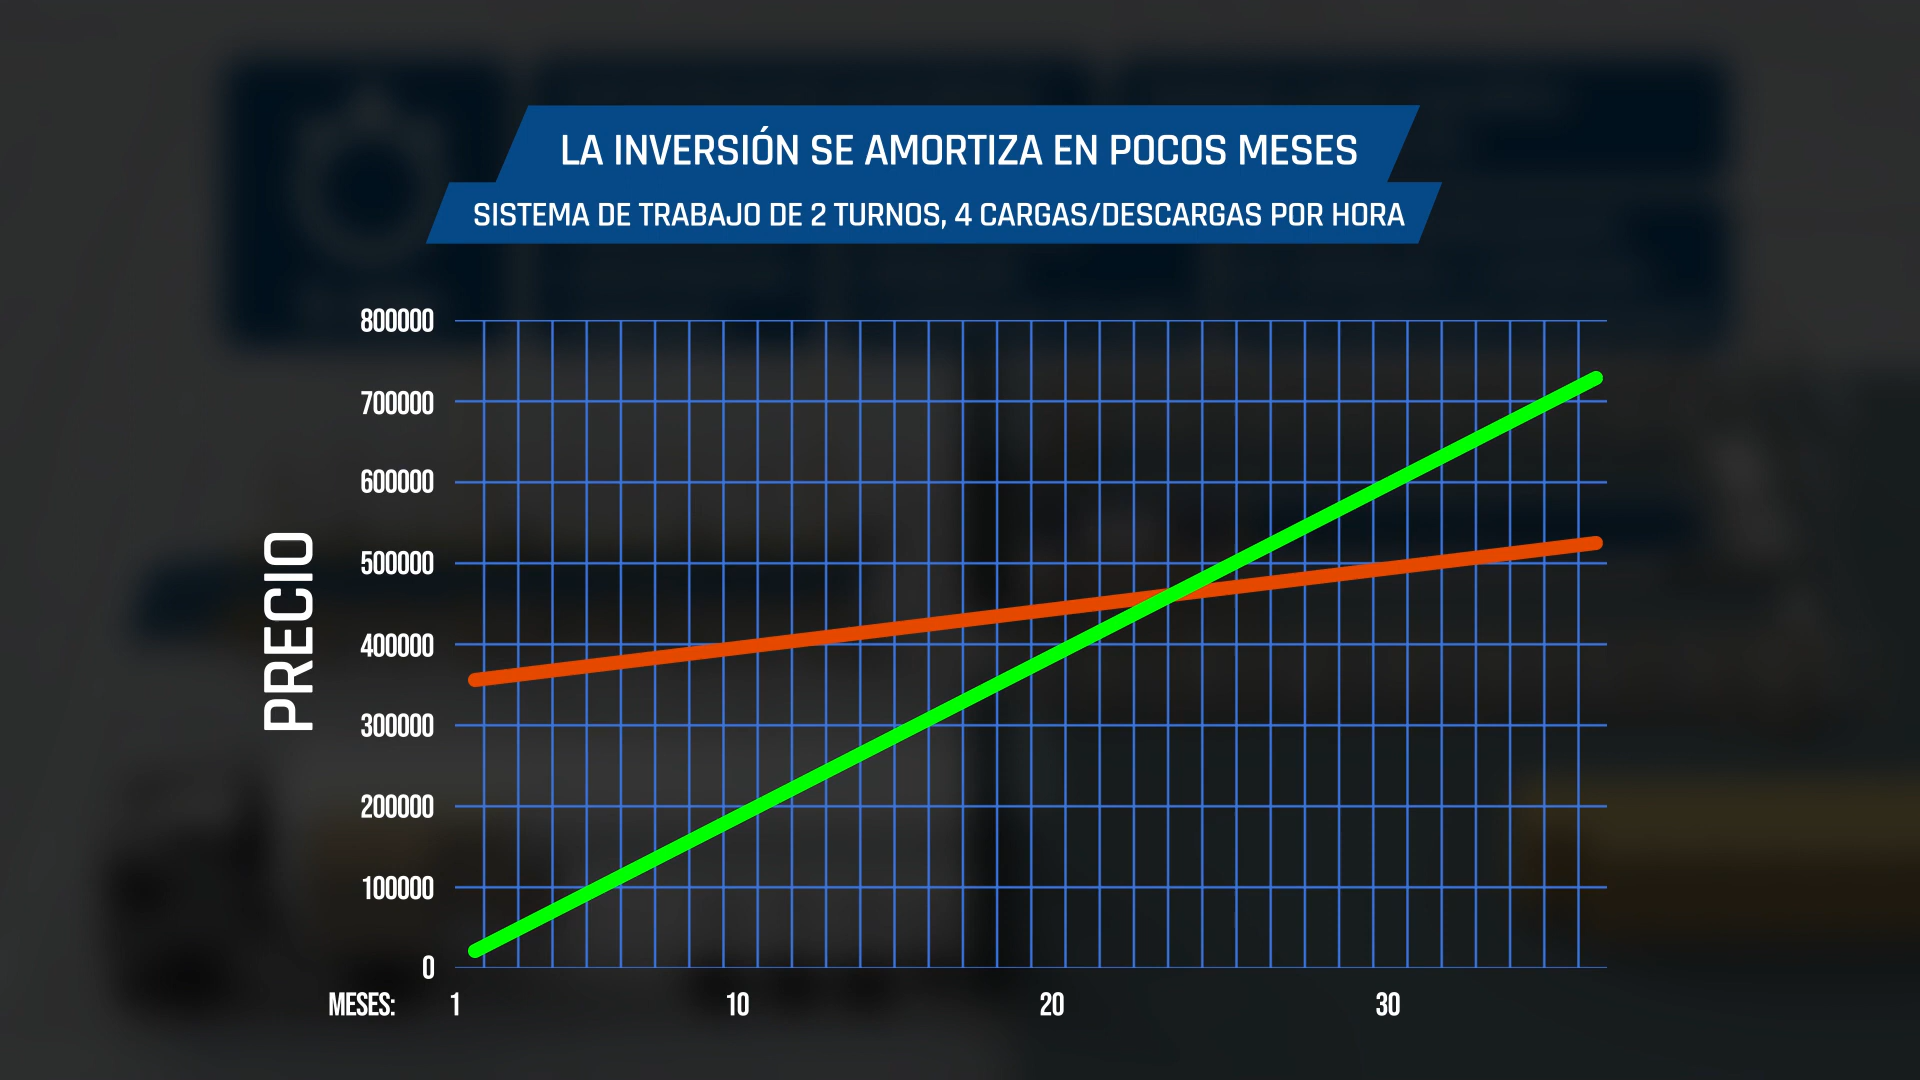 LA INVERSIÓN SE AMORTIZA EN POCOS MESES
SISTEMA DE TRABAJO DE 2 TURNOS, 4 CARGAS/DESCARGAS POR HORA
PRECIO
800000
700000
600000
500000
400000
300000
200000
100000
0
MESES: 1 10 20 30